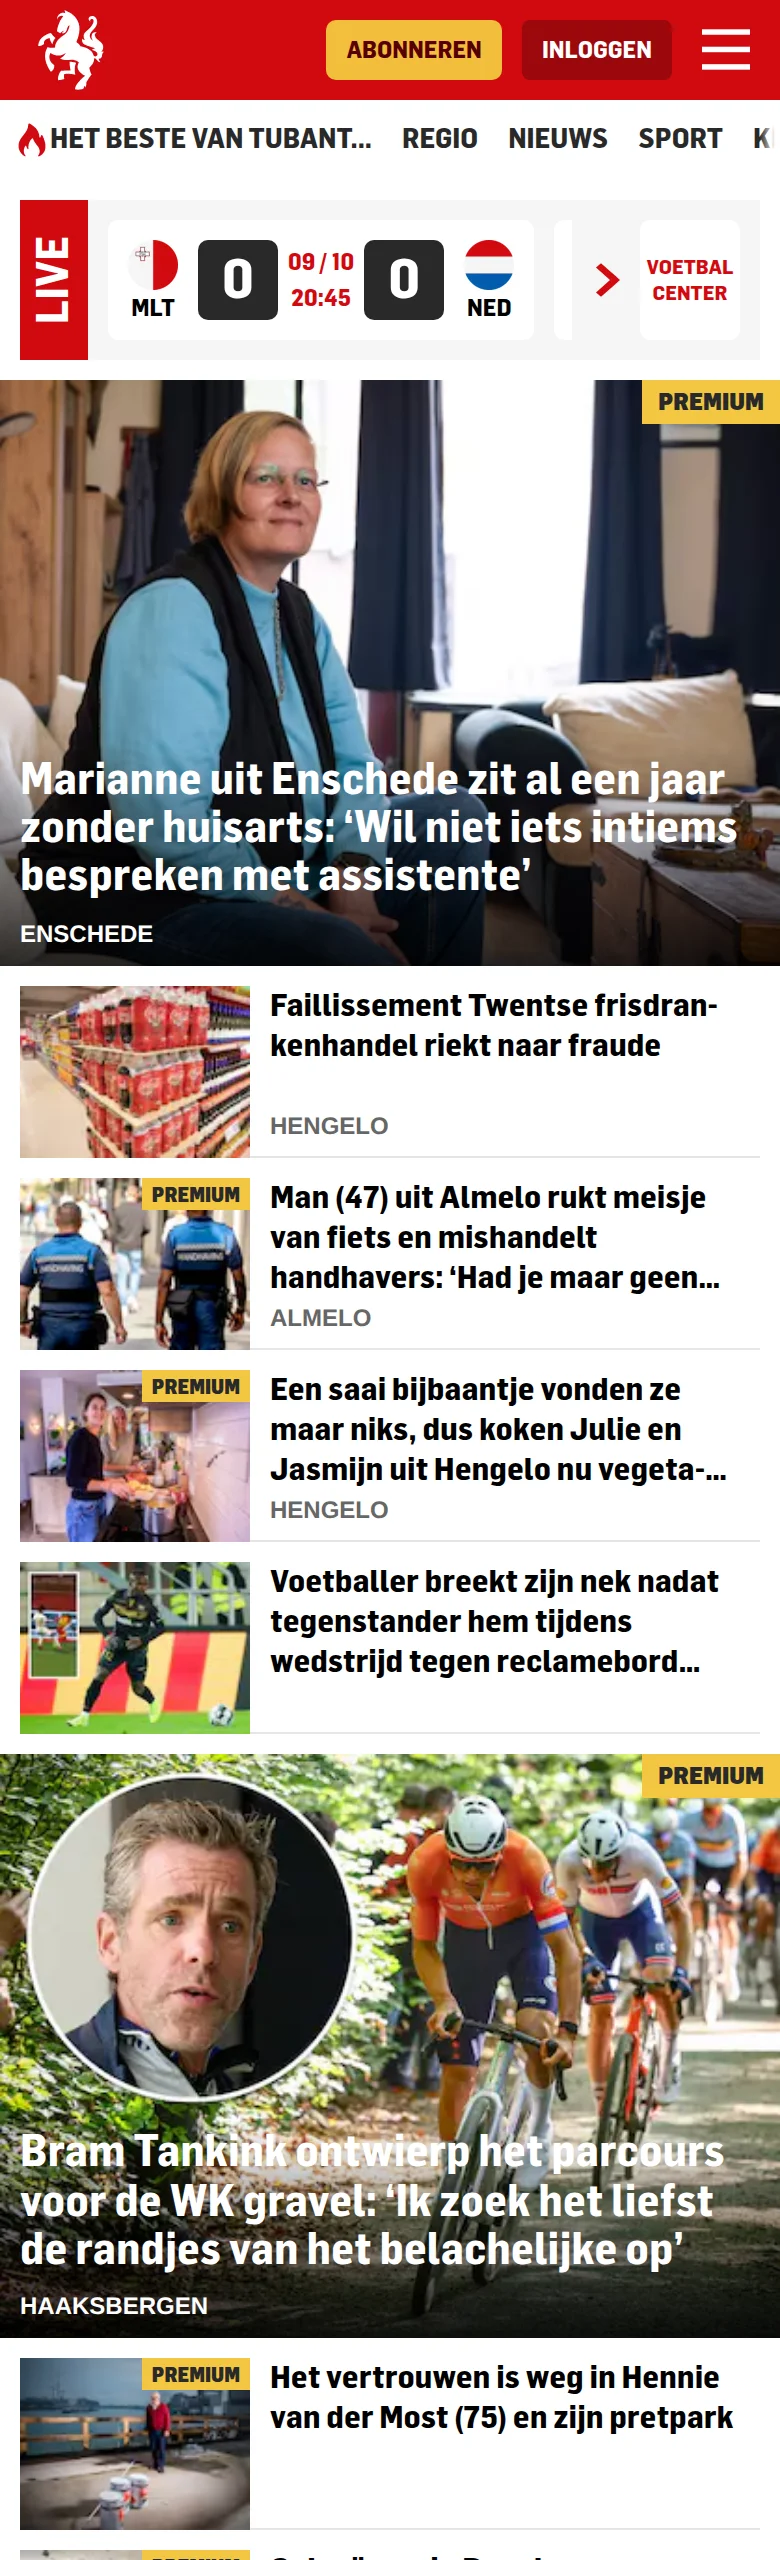 ABONNEREN
INLOGGEN
HET BESTE VAN TUBANT... REGIO NIEUWS SPORT
LIVE
MLT
0
09 / 10
20:45
0
NED
VOETBAL
CENTER
PREMIUM
Marianne uit Enschede zit al een jaar
zonder huisarts: ‘Wil niet iets intiems
bespreken met assistente’
ENSCHEDE
Faillissement Twentse frisdran-
kenhandel riekt naar fraude
HENGELO
HANDHAVING
HANDHAVING
PREMIUM
Man (47) uit Almelo rukt meisje
van fiets en mishandelt
handhavers: ‘Had je maar geen...
ALMELO
PREMIUM
Een saai bijbaantje vonden ze
maar niks, dus koken Julie en
Jasmijn uit Hengelo nu vegeta-...
HENGELO
Voetballer breekt zijn nek nadat
tegenstander hem tijdens
wedstrijd tegen reclamebord...
PREMIUM
Bram Tankink ontwierp het parcours
voor de WK gravel: ‘Ik zoek het liefst
de randjes van het belachelijke op’
HAAKSBERGEN
PREMIUM
Het vertrouwen is weg in Hennie
van der Most (75) en zijn pretpark